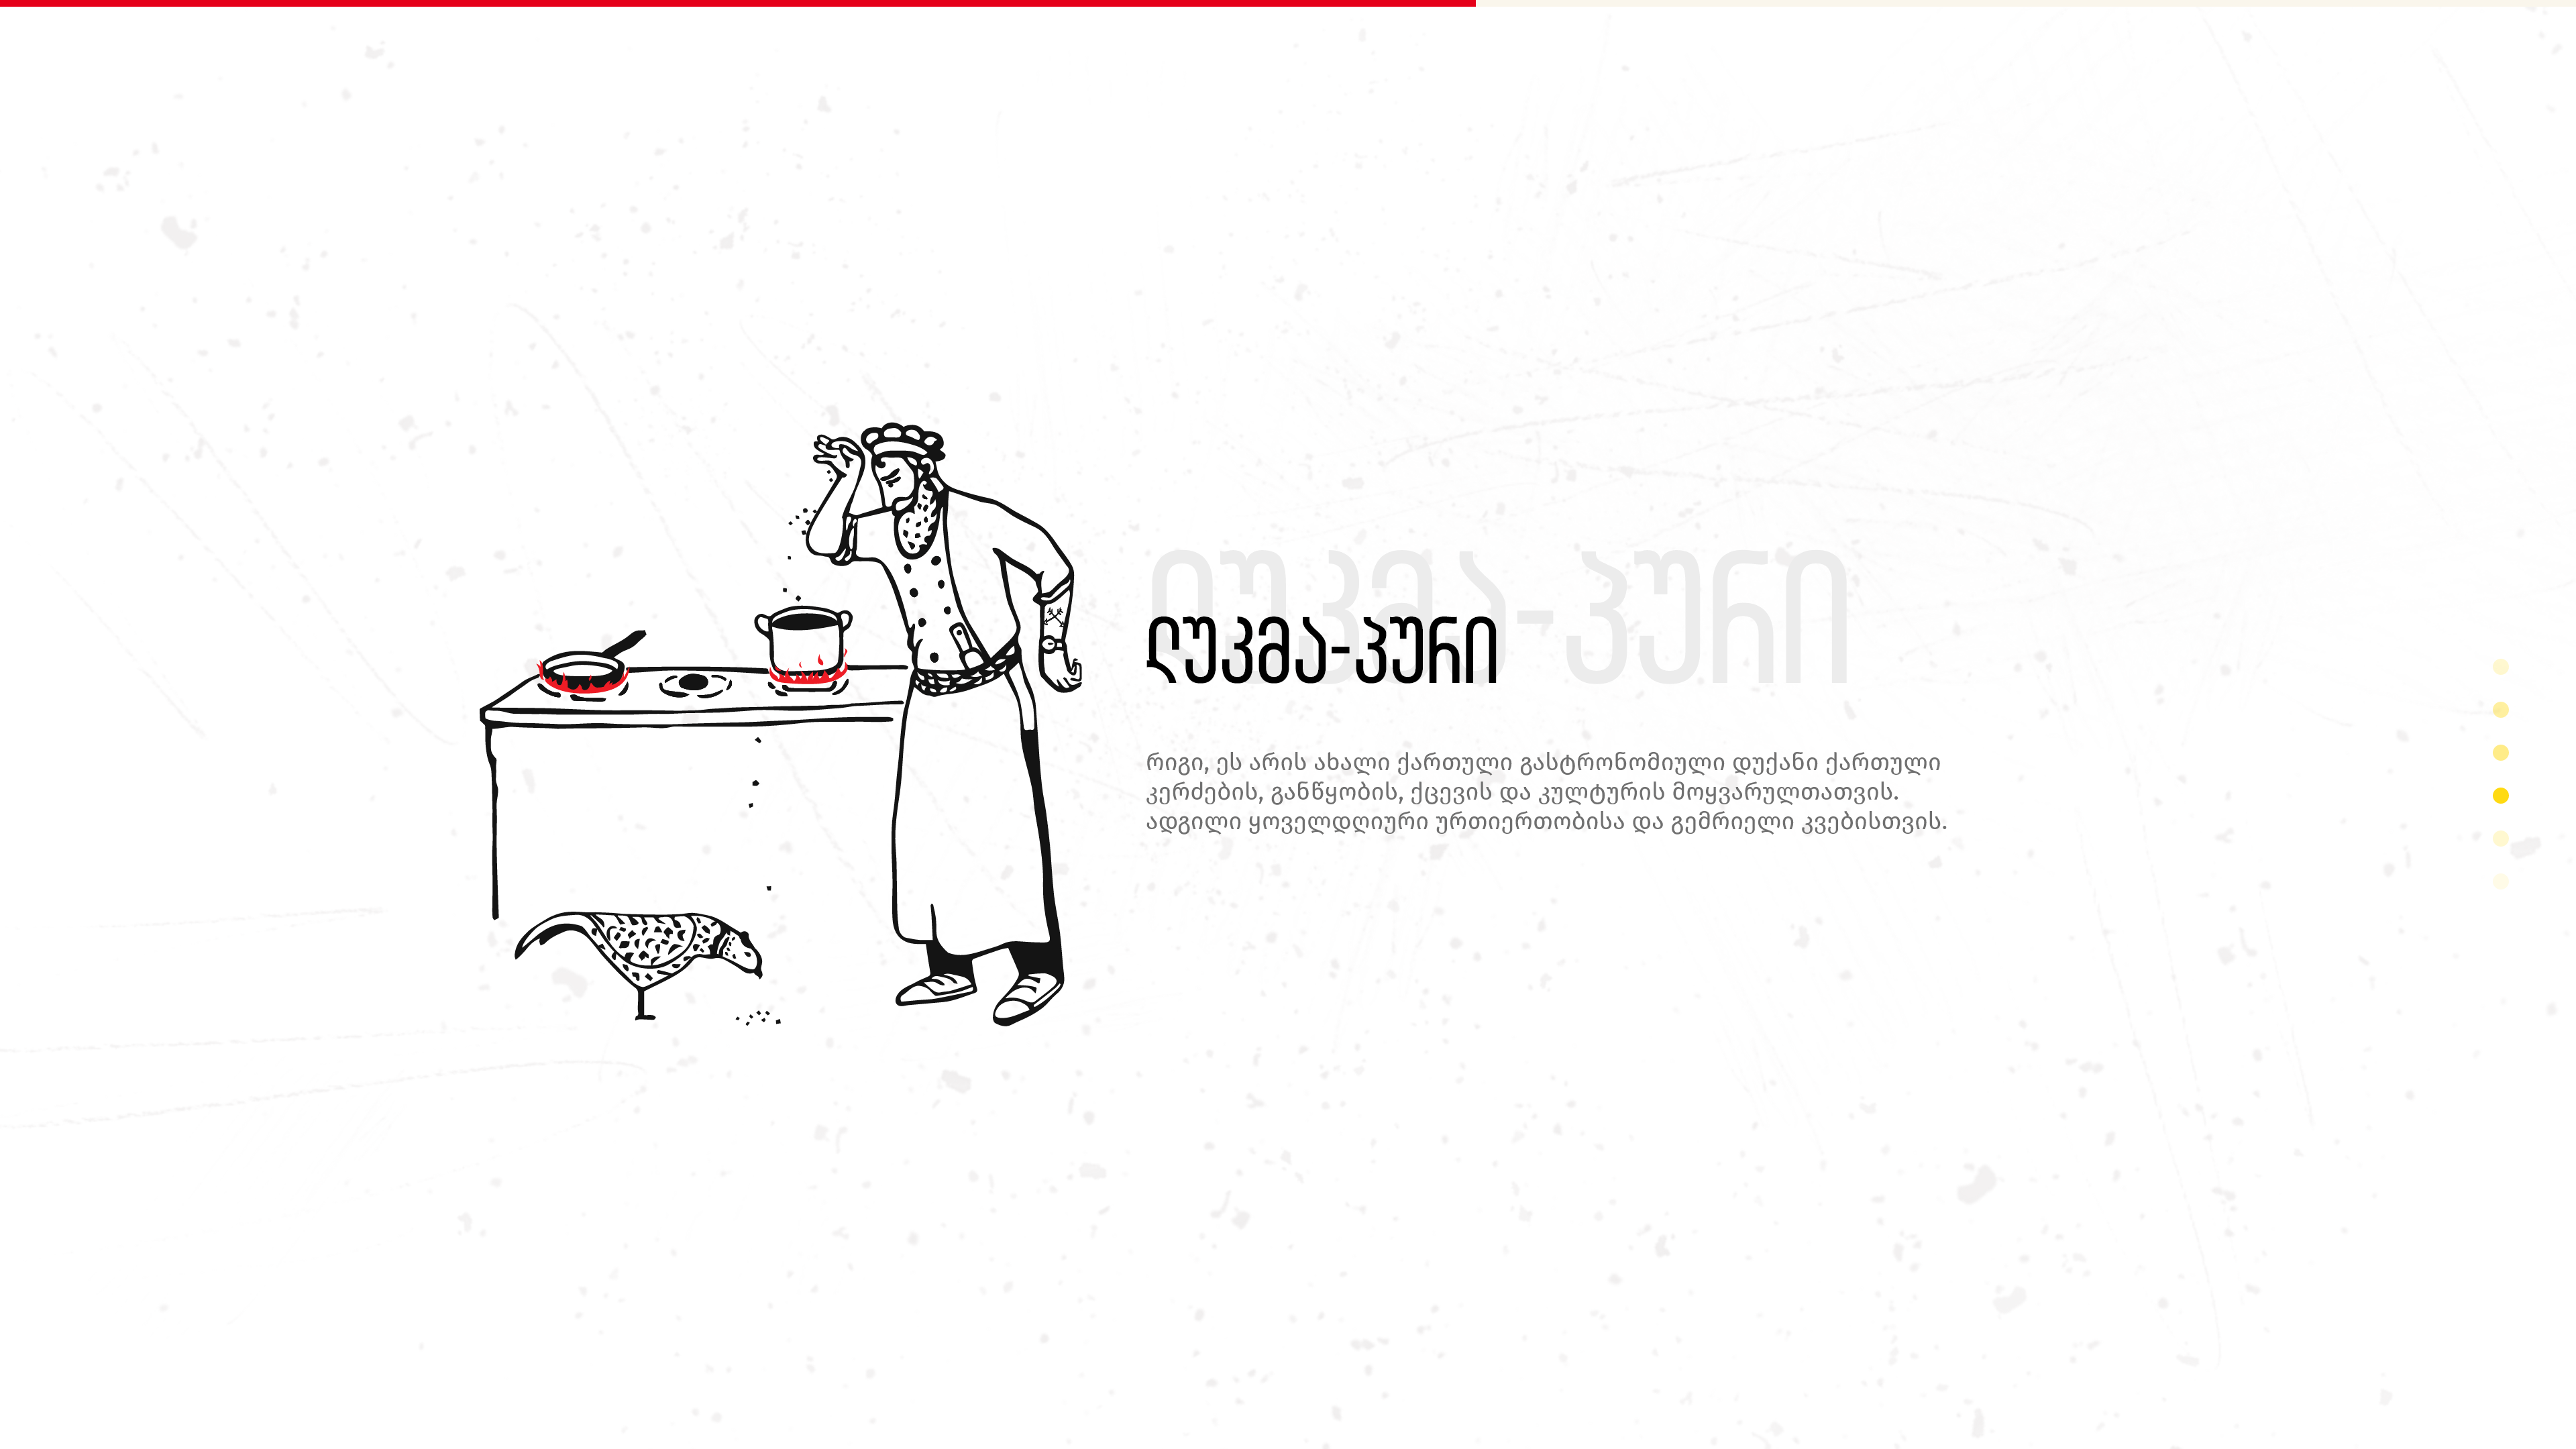 ლუკმა-პური
ლუკმა-პური
რიგი, ეს არის ახალი ქართული გასტრონომიული დუქანი ქართული
კერძების, განწყობის, ქცევის და კულტურის მოყვარულთათვის.
ადგილი ყოველდღიური ურთიერთობისა და გემრიელი კვებისთვის.